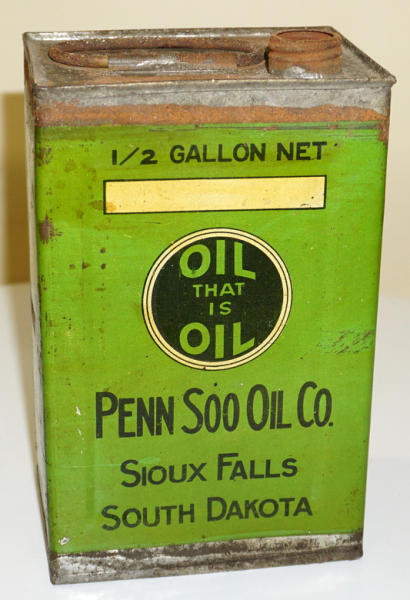 1/2 GALLON NET
OIL
THAT
IS
OIL
PENN SOO OIL CO.
SIOUX FALLS
SOUTH DAKOTA